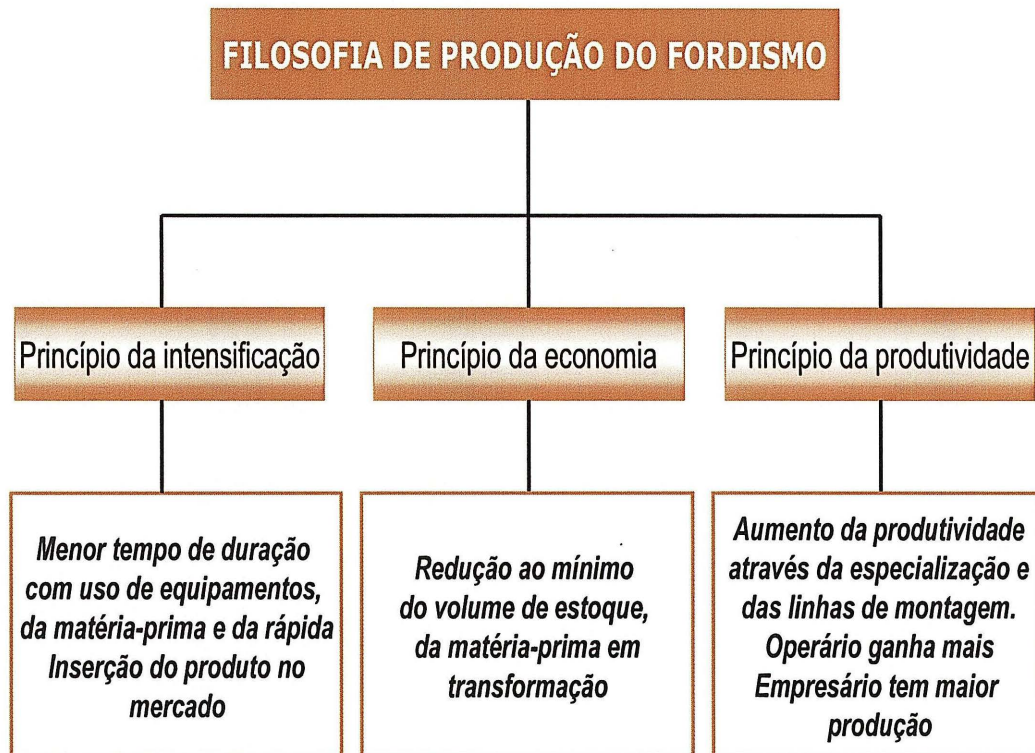 FILOSOFIA DE PRODUÇÃO DO FORDISMO
Princípio da intensificação
Princípio da economia
Princípio da produtividade
Menor tempo de duração
com uso de equipamentos,
da matéria-prima e da rápida
Inserção do produto no
mercado
Redução ao mínimo
do volume de estoque,
da matéria-prima em
transformação
Aumento da produtividade
através da especialização e
das linhas de montagem.
Operário ganha mais
Empresário tem maior
produção